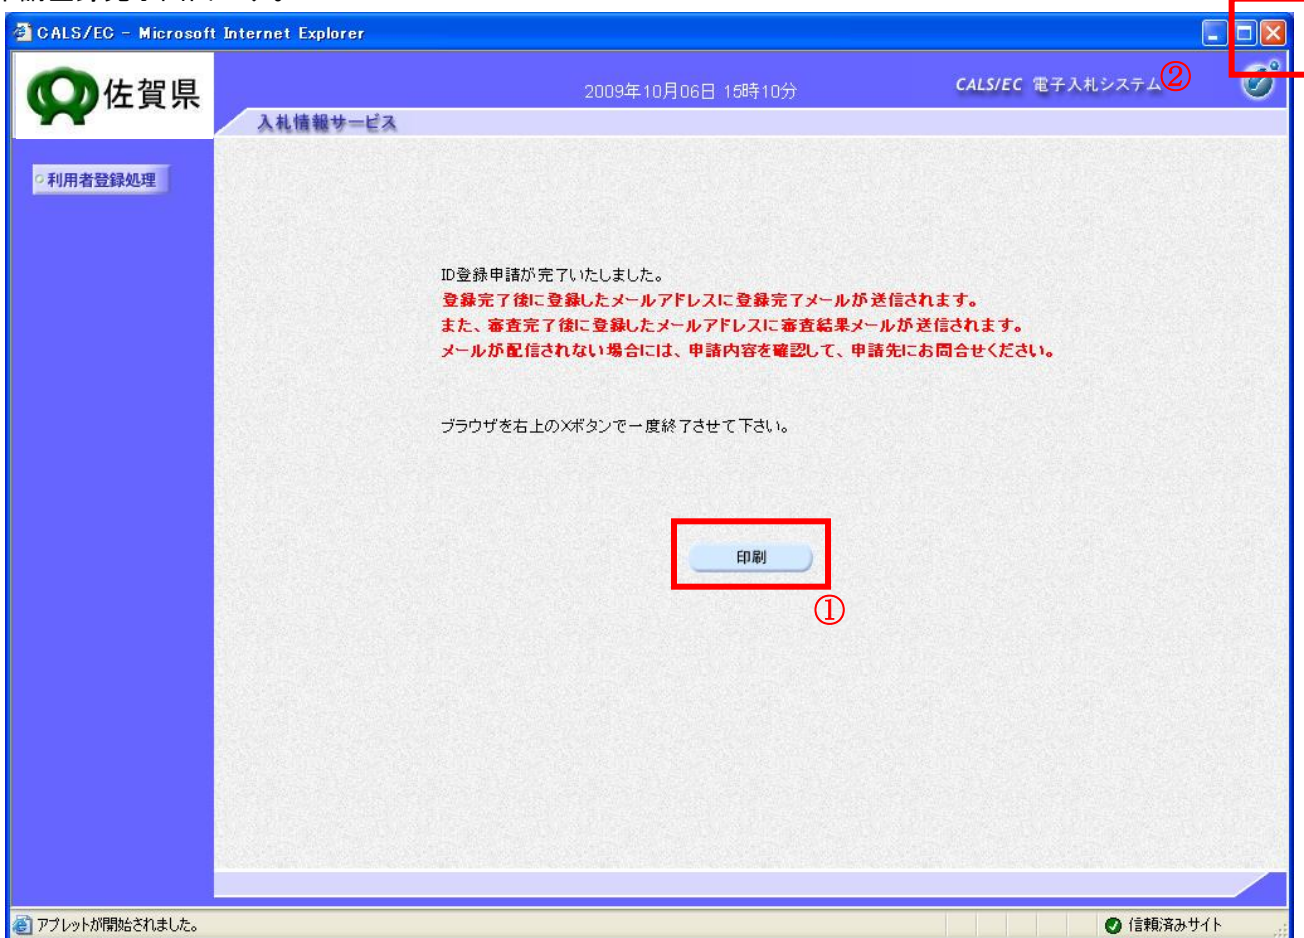 CALS/EC - Microsoft Internet Explorer
佐賀県
2009年10月06日 15時10分
CALS/EC 電子入札システム
②
入札情報サービス
利用者登録処理
ID登録申請が完了いたしました。
登録完了後に登録したメールアドレスに登録完了メールが送信されます。
また、審査完了後に登録したメールアドレスに審査結果メールが送信されます。
メールが配信されない場合には、申請内容を確認して、申請先にお問合せください。
ブラウザを右上の×ボタンで一度終了させて下さい。
印刷
①
アプレットが開始されました。
信頼済みサイト